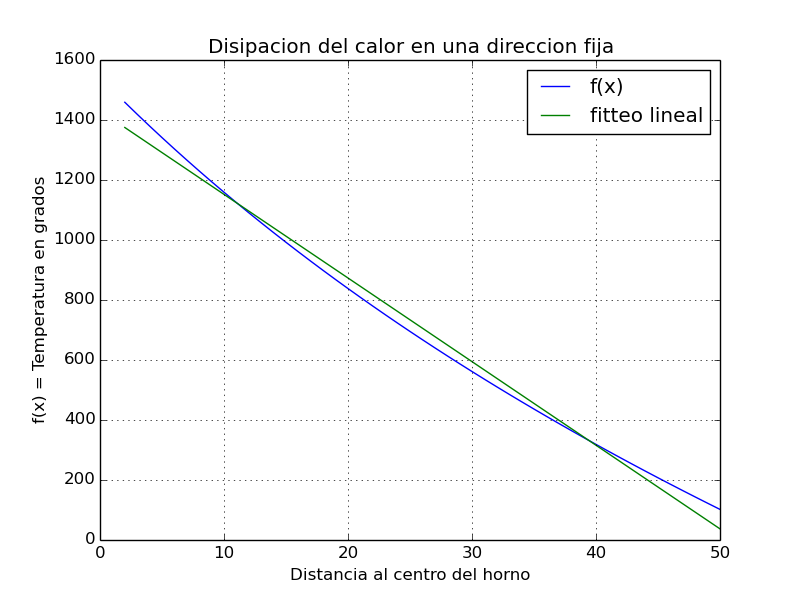 Disipacion del calor en una direccion fija
f(x)
fitteo lineal
f(x) = Temperatura en grados
1600
1400
1200
1000
800
600
400
200
0
0 10 20 30 40 50
Distancia al centro del horno